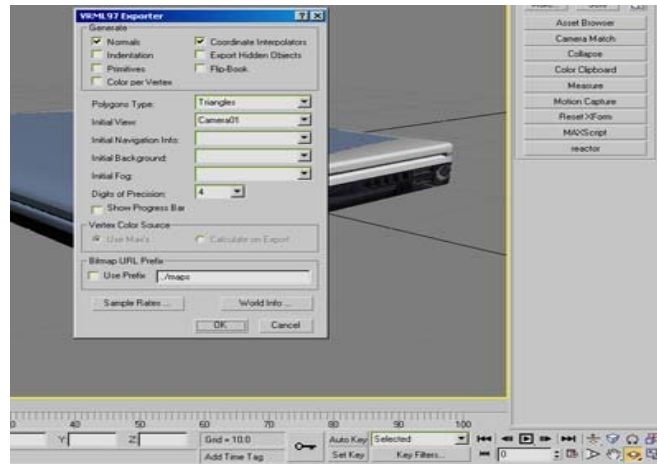 VRML97 Exporter
Generate
Normals
Coordinate Interpolators
Indentation
Export Hidden Objects
Primitives
Flip-Book
Color per Vertex
Polygons Type: Triangles
Initial View: Camera01
Initial Navigation Info:
Initial Background:
Initial Fog:
Digits of Precision: 4
Show Progress Bar
Vertex Color Source
Use Max's
Calculate on Export
Bitmap URL Prefix
Use Prefix ../maps
Sample Rates ...
World Info ...
OK
Cancel
Asset Browser
Camera Match
Collapse
Color Clipboard
Measure
Motion Capture
Reset XForm
MAXScript
reactor
40 50 60 70 80 90 100
Y: Z: Grid = 10.0
Auto Key Selected
Add Time Tag
Set Key Key Filters...
0